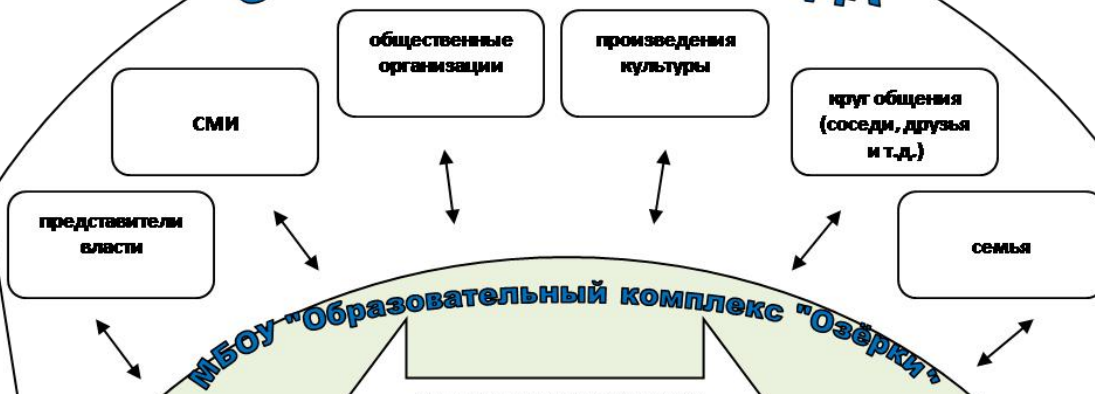 общественные
организации
произведения
культуры
СМИ
круг общения
(соседи, друзья
и т.д.)
представители
власти
семья
МБОУ "Образовательный комплекс "Озёрки"